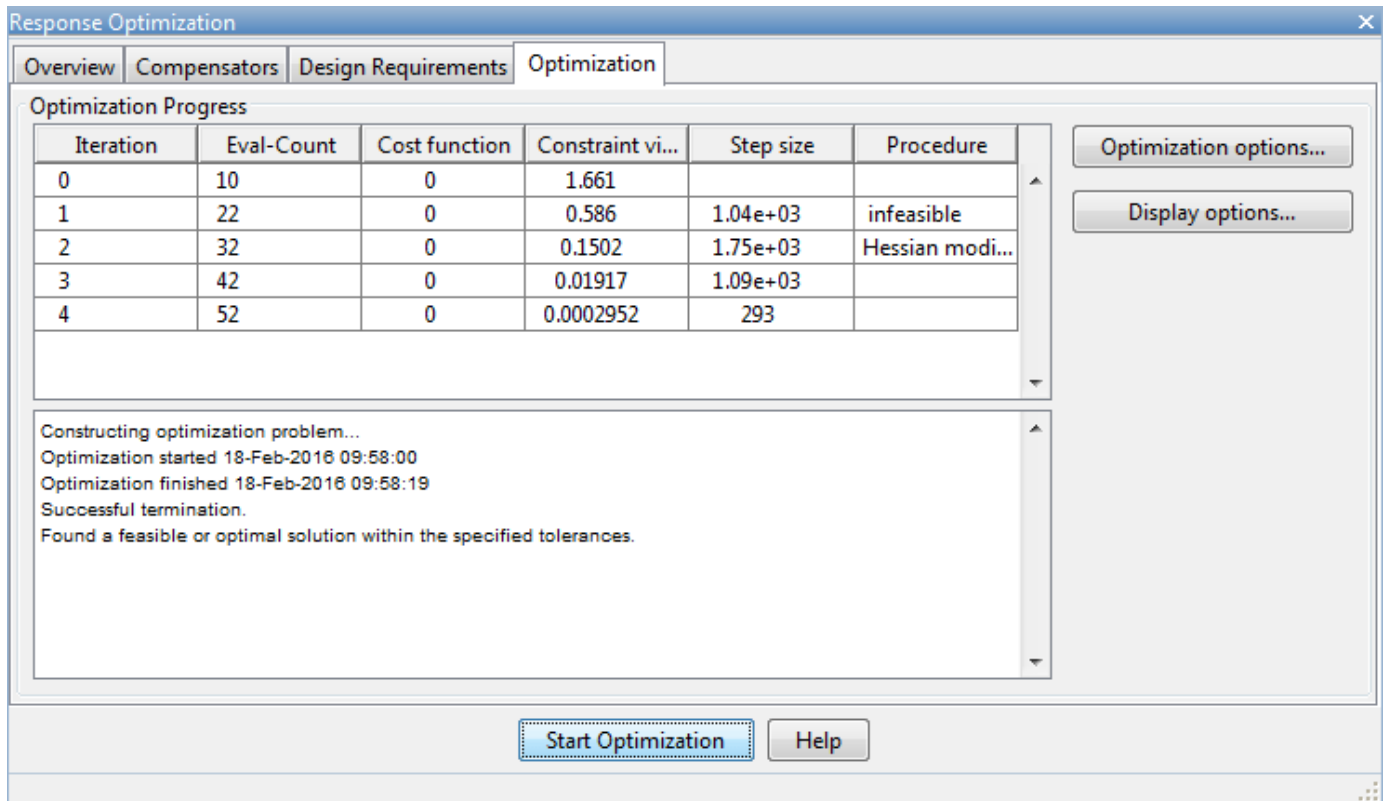 Response Optimization
Overview Compensators Design Requirements Optimization
Optimization Progress
Iteration Eval-Count Cost function Constraint vi... Step size Procedure
0 10 0 1.661
1 22 0 0.586 1.04e+03 infeasible
2 32 0 0.1502 1.75e+03 Hessian modi...
3 42 0 0.01917 1.09e+03
4 52 0 0.0002952 293
Optimization options...
Display options...
Constructing optimization problem...
Optimization started 18-Feb-2016 09:58:00
Optimization finished 18-Feb-2016 09:58:19
Successful termination.
Found a feasible or optimal solution within the specified tolerances.
Start Optimization Help